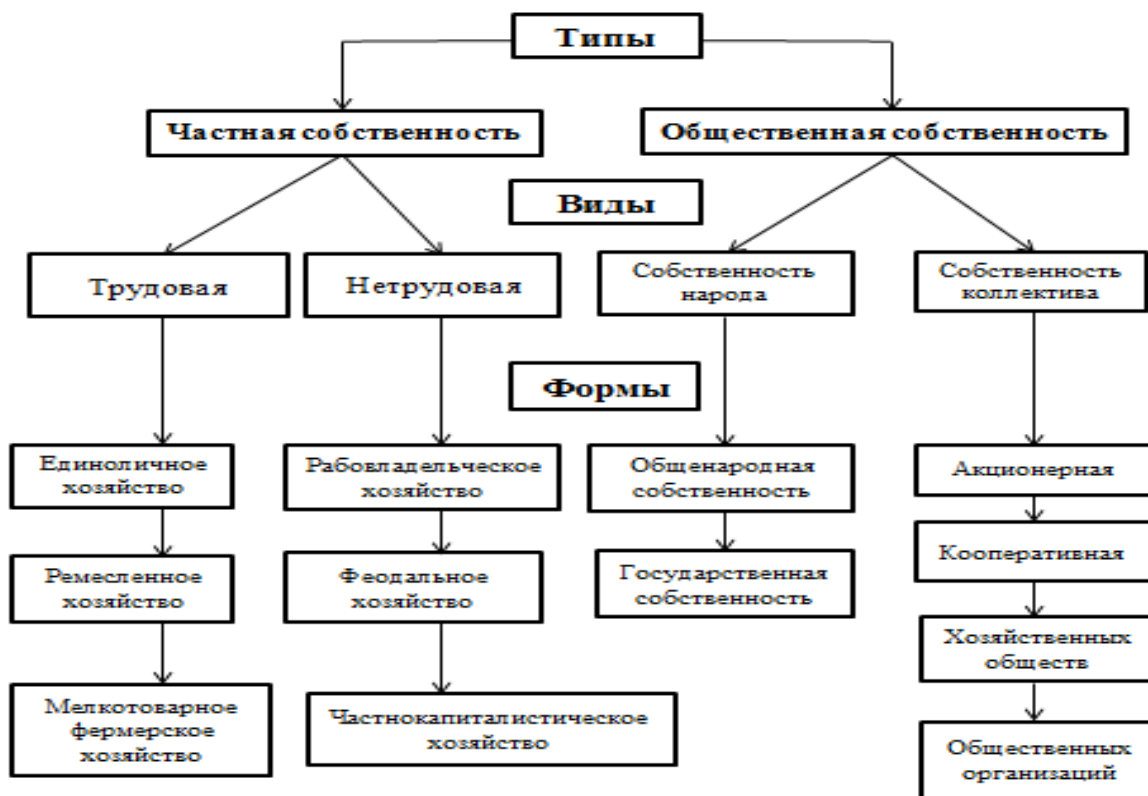 Типы
Частная собственность
Общественная собственность
Виды
Трудовая
Нетрудовая
Собственность
народа
Собственность
коллектива
Формы
Единоличное
хозяйство
Рабовладельческое
хозяйство
Общенародная
собственность
Акционерная
Ремесленное
хозяйство
Феодальное
хозяйство
Государственная
собственность
Кооперативная
Хозяйственных
обществ
Мелкотоварное
фермерское
хозяйство
Частнокапиталистическое
хозяйство
Общественных
организаций